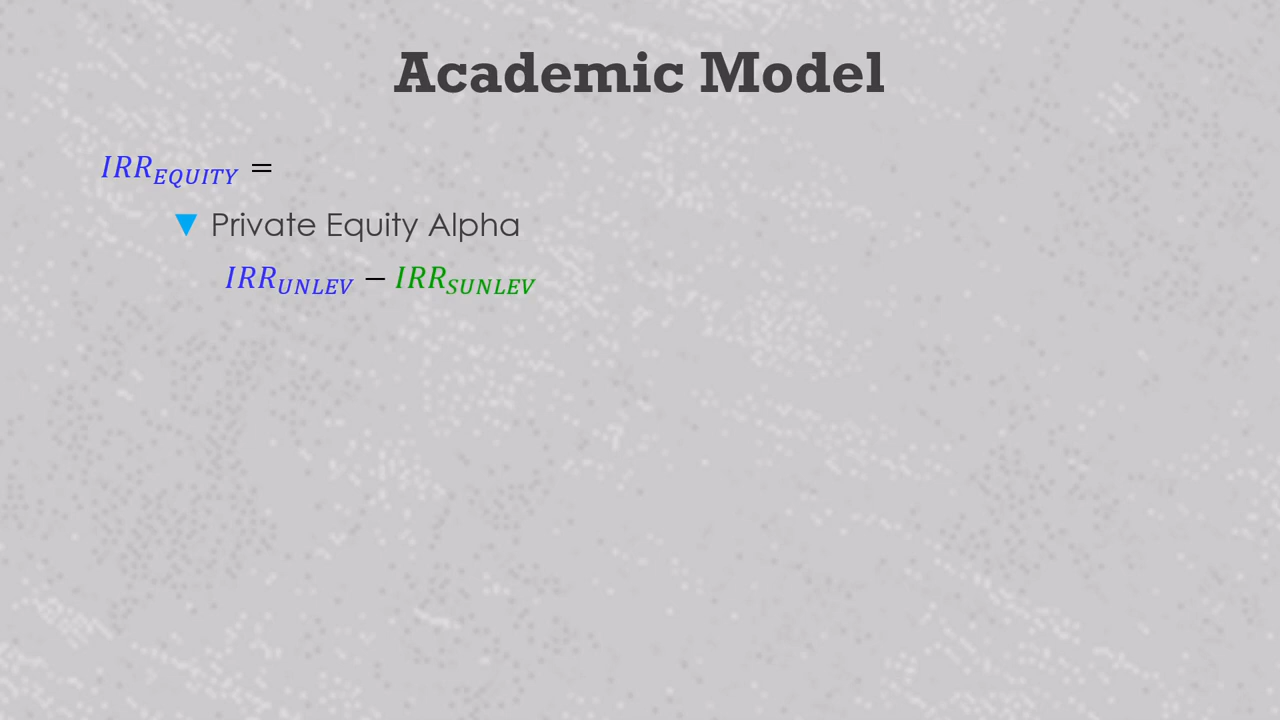 Academic Model
IRR_EQUITY =
▼ Private Equity Alpha
IRR_UNLEV − IRR_SUNLEV